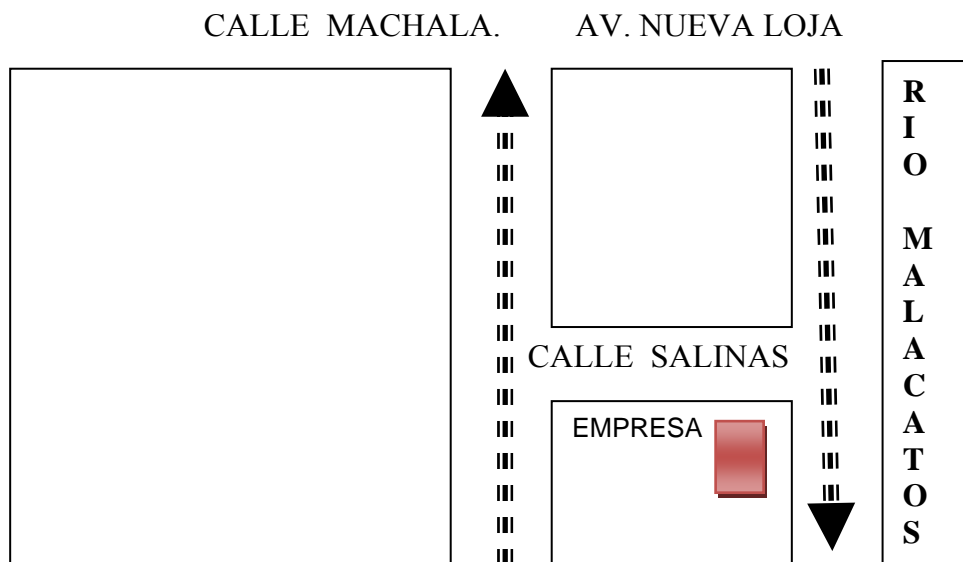 CALLE MACHALA. AV. NUEVA LOJA
RIO MALACATOS
CALLE SALINAS
EMPRESA